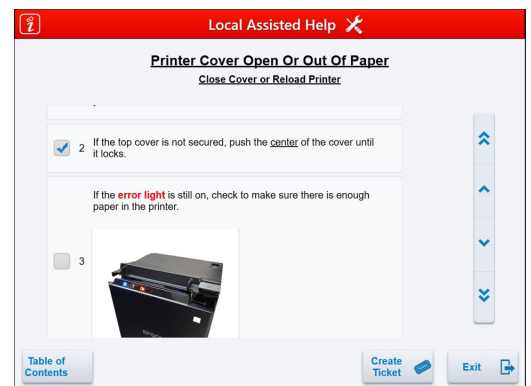 Local Assisted Help
Printer Cover Open Or Out Of Paper
Close Cover or Reload Printer
2
If the top cover is not secured, push the center of the cover until
it locks.
If the error light is still on, check to make sure there is enough
paper in the printer.
3
EPSON
Table of
Contents
Create
Ticket
Exit